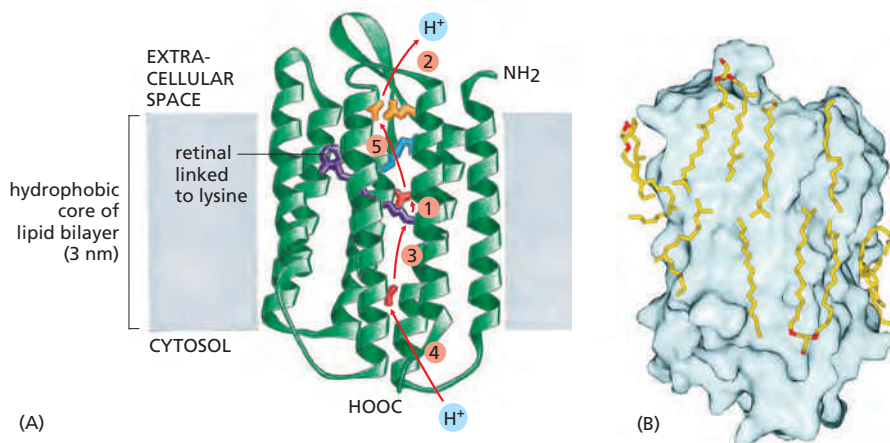 H+
EXTRA-
CELLULAR
SPACE
2
NH2
5
retinal
linked
to lysine
1
hydrophobic
core of
lipid bilayer
(3 nm)
3
CYTOSOL
4
HOOC
H+
(A)
(B)